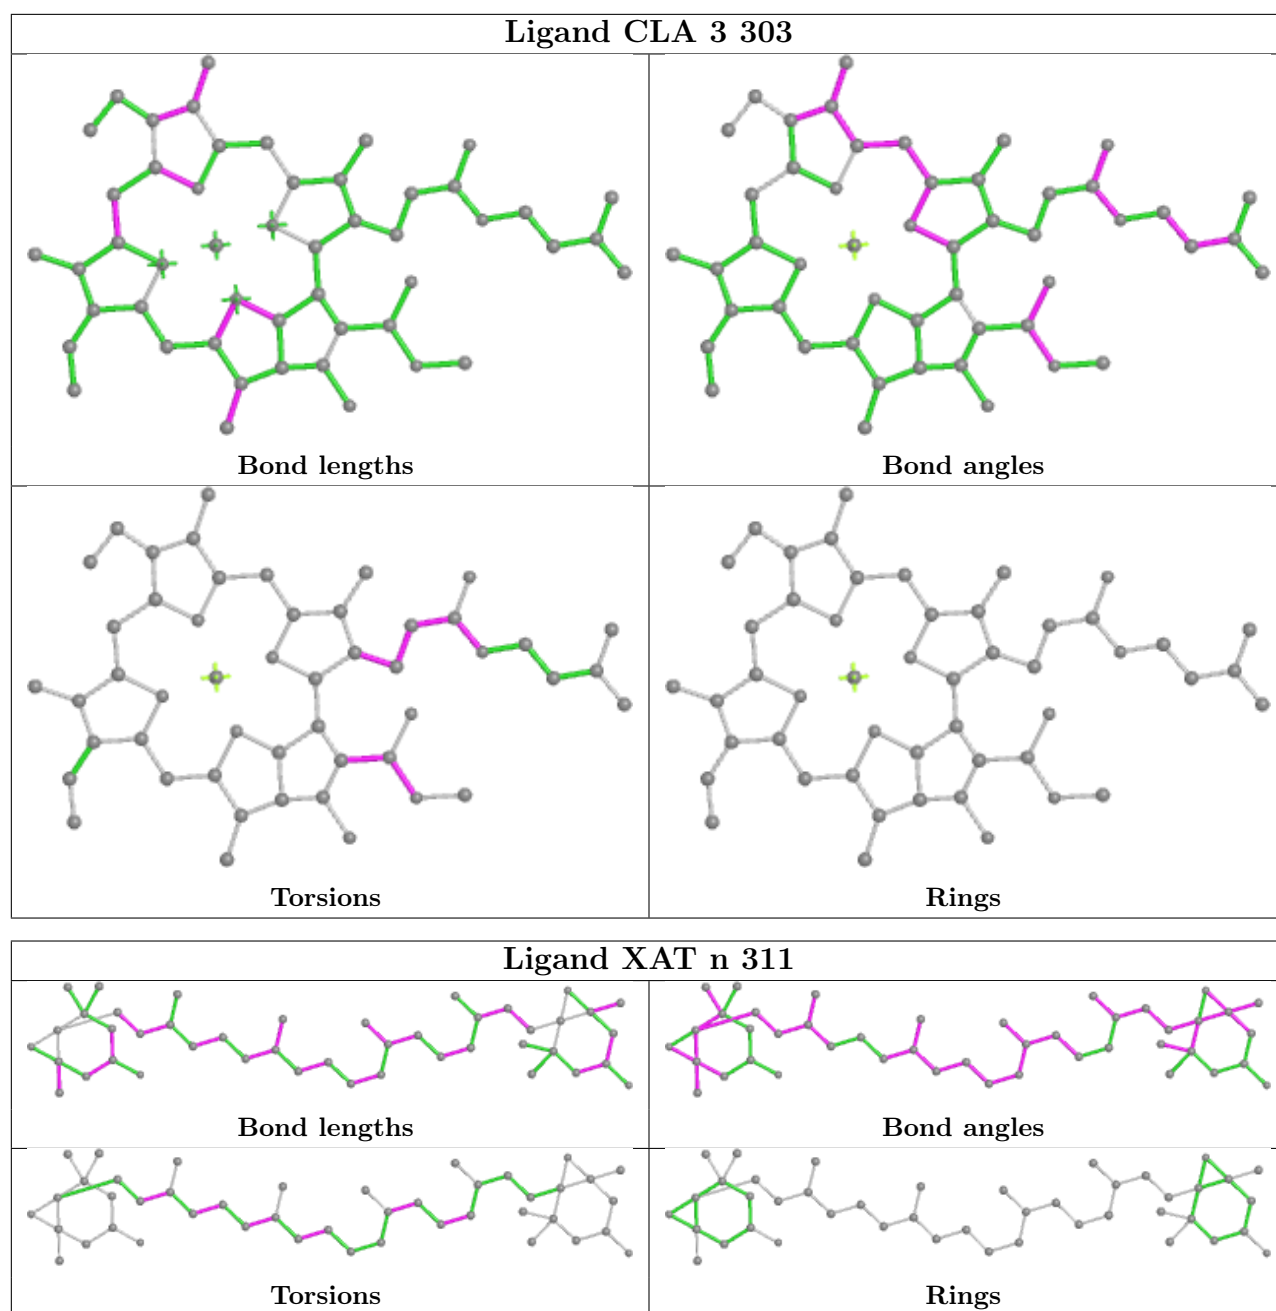 Ligand CLA 3 303
Bond lengths
Bond angles
Torsions
Rings
Ligand XAT n 311
Bond lengths
Bond angles
Torsions
Rings